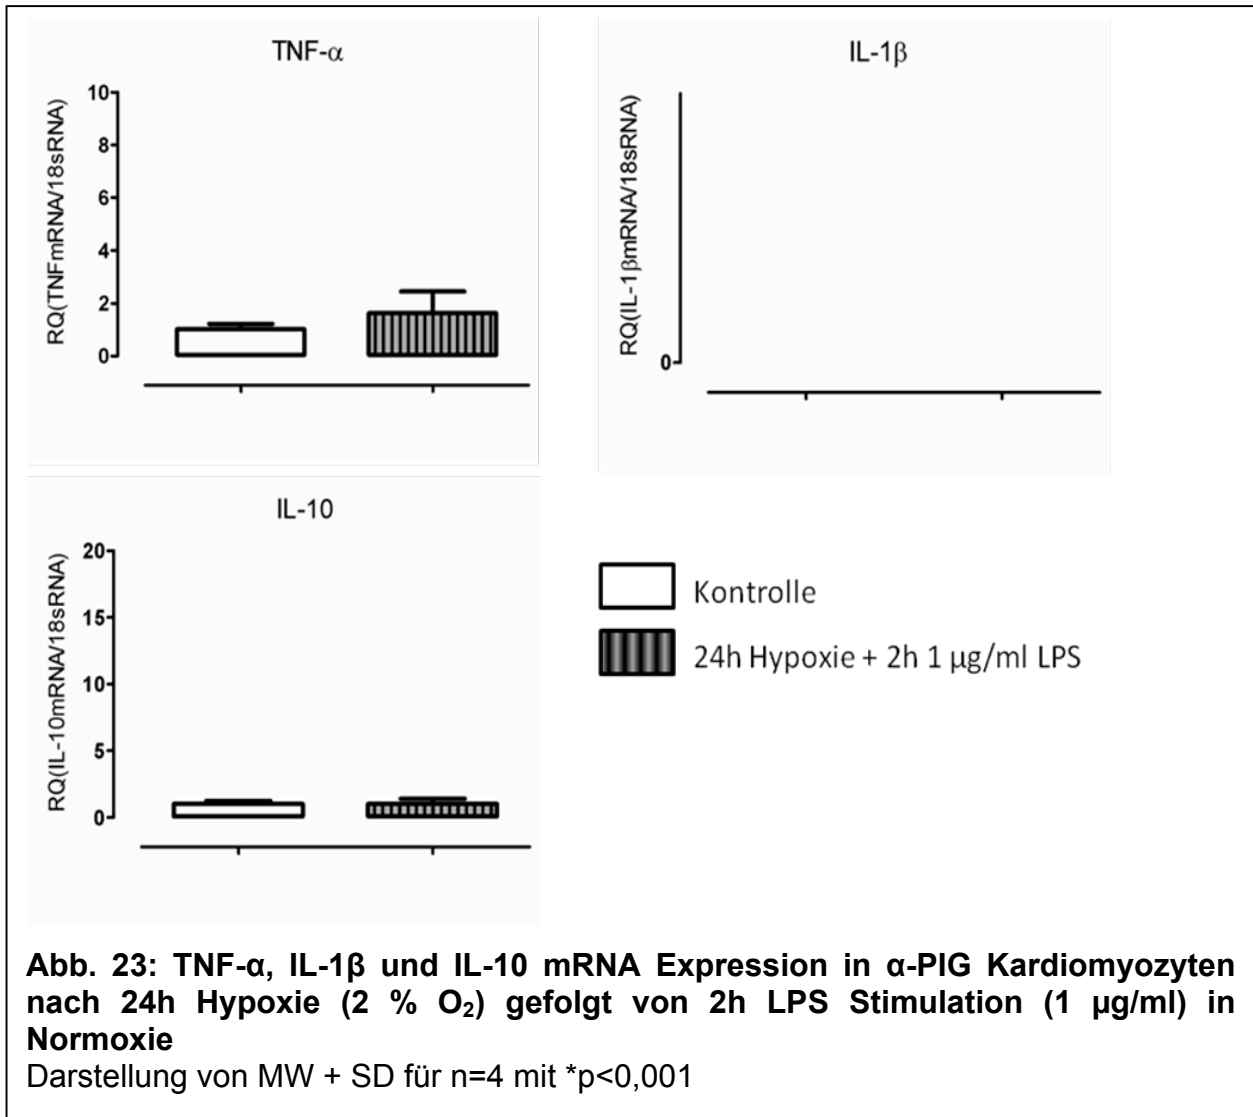 TNF-α
RQ(TNFmRNA/18sRNA)
10
8
6
4
2
0
IL-1β
RQ(IL-1βmRNA/18sRNA)
0
IL-10
RQ(IL-10mRNA/18sRNA)
20
15
10
5
0
Kontrolle
24h Hypoxie + 2h 1 µg/ml LPS
Abb. 23: TNF-α, IL-1β und IL-10 mRNA Expression in α-PIG Kardiomyozyten
nach 24h Hypoxie (2 % O₂) gefolgt von 2h LPS Stimulation (1 µg/ml) in
Normoxie
Darstellung von MW + SD für n=4 mit *p<0,001